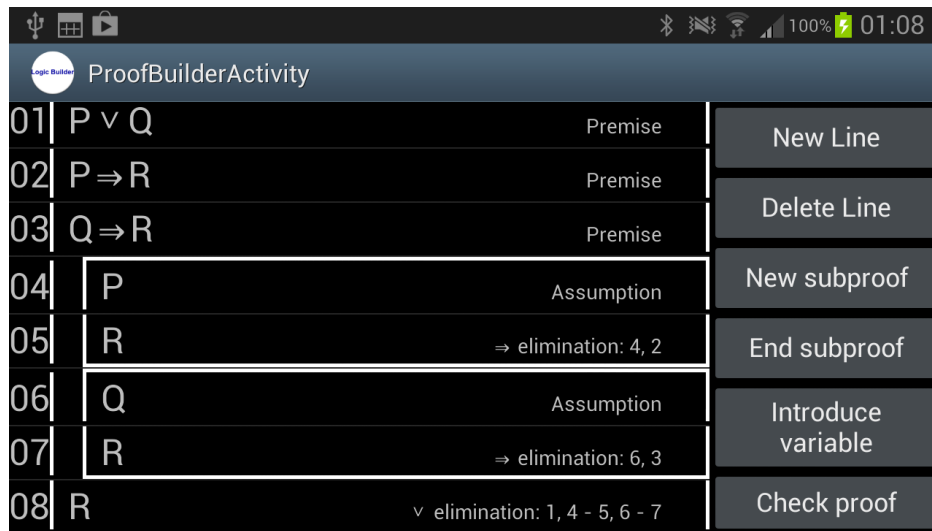 100% 01:08
Logic Builder ProofBuilderActivity
01 P ∨ Q Premise
02 P ⇒ R Premise
03 Q ⇒ R Premise
04 P Assumption
05 R ⇒ elimination: 4, 2
06 Q Assumption
07 R ⇒ elimination: 6, 3
08 R ∨ elimination: 1, 4 - 5, 6 - 7
New Line
Delete Line
New subproof
End subproof
Introduce
variable
Check proof